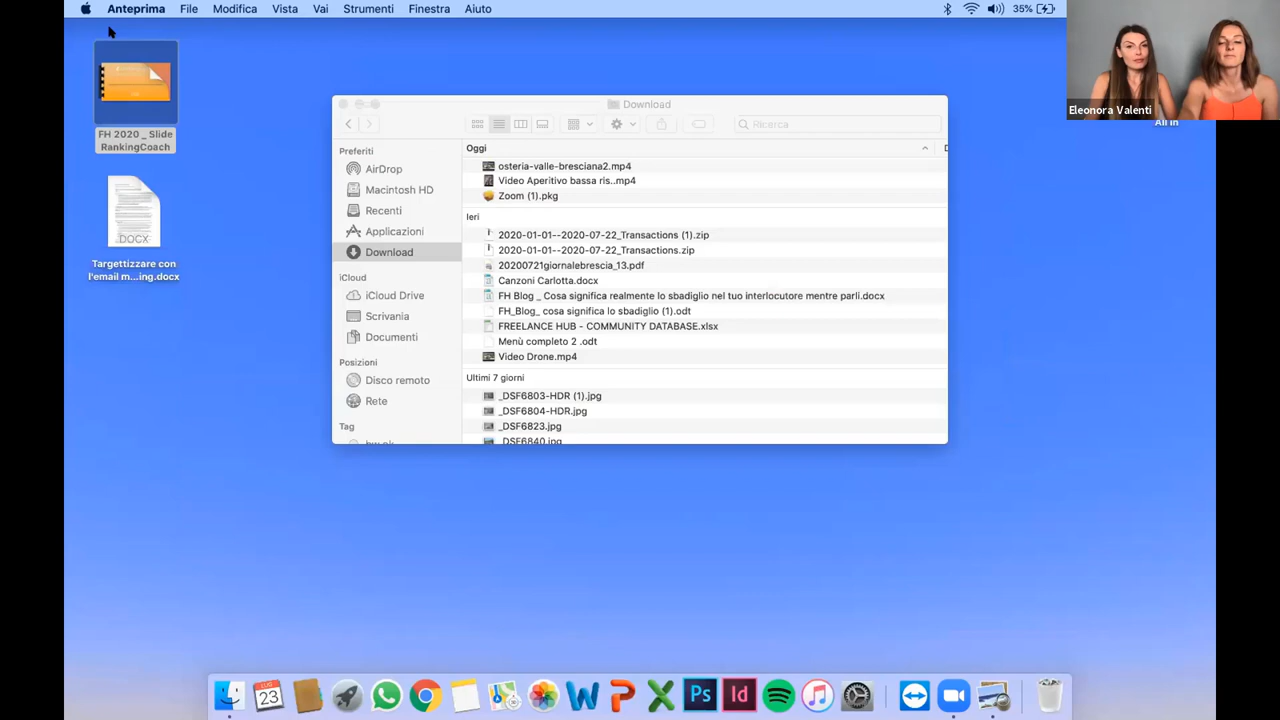 Anteprima File Modifica Vista Vai Strumenti Finestra Aiuto 35%
Eleonora Valenti
FH 2020 _ Slide
RankingCoach
DOCX
Targettizzare con
l'email m...ing.docx
Download
Ricerca
Preferiti
AirDrop
Macintosh HD
Recenti
Applicazioni
Download
iCloud
iCloud Drive
Scrivania
Documenti
Posizioni
Disco remoto
Rete
Tag
Oggi
osteria-valle-bresciana2.mp4
Video Aperitivo bassa ris..mp4
Zoom (1).pkg
Ieri
2020-01-01--2020-07-22_Transactions (1).zip
2020-01-01--2020-07-22_Transactions.zip
20200721giornalebrescia_13.pdf
Canzoni Carlotta.docx
FH Blog _ Cosa significa realmente lo sbadiglio nel tuo interlocutore mentre parli.docx
FH_Blog_ cosa significa lo sbadiglio (1).odt
FREELANCE HUB - COMMUNITY DATABASE.xlsx
Menù completo 2 .odt
Video Drone.mp4
Ultimi 7 giorni
_DSF6803-HDR (1).jpg
_DSF6804-HDR.jpg
_DSF6823.jpg
_DSF6840.jpg
LUG
23
W P X Ps Id